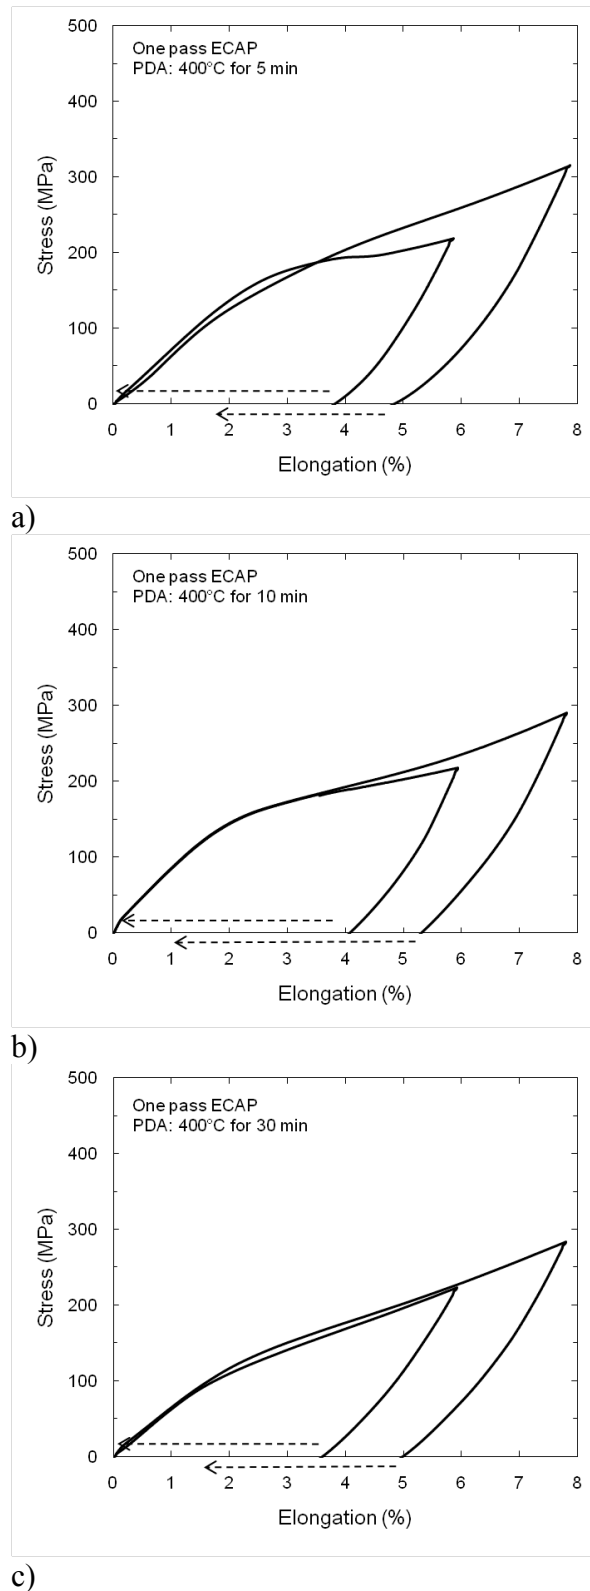 500
One pass ECAP
PDA: 400°C for 5 min
400
300
200
100
0
Stress (MPa)
0 1 2 3 4 5 6 7 8
Elongation (%)
a)
500
One pass ECAP
PDA: 400°C for 10 min
400
300
200
100
0
Stress (MPa)
0 1 2 3 4 5 6 7 8
Elongation (%)
b)
500
One pass ECAP
PDA: 400°C for 30 min
400
300
200
100
0
Stress (MPa)
0 1 2 3 4 5 6 7 8
Elongation (%)
c)